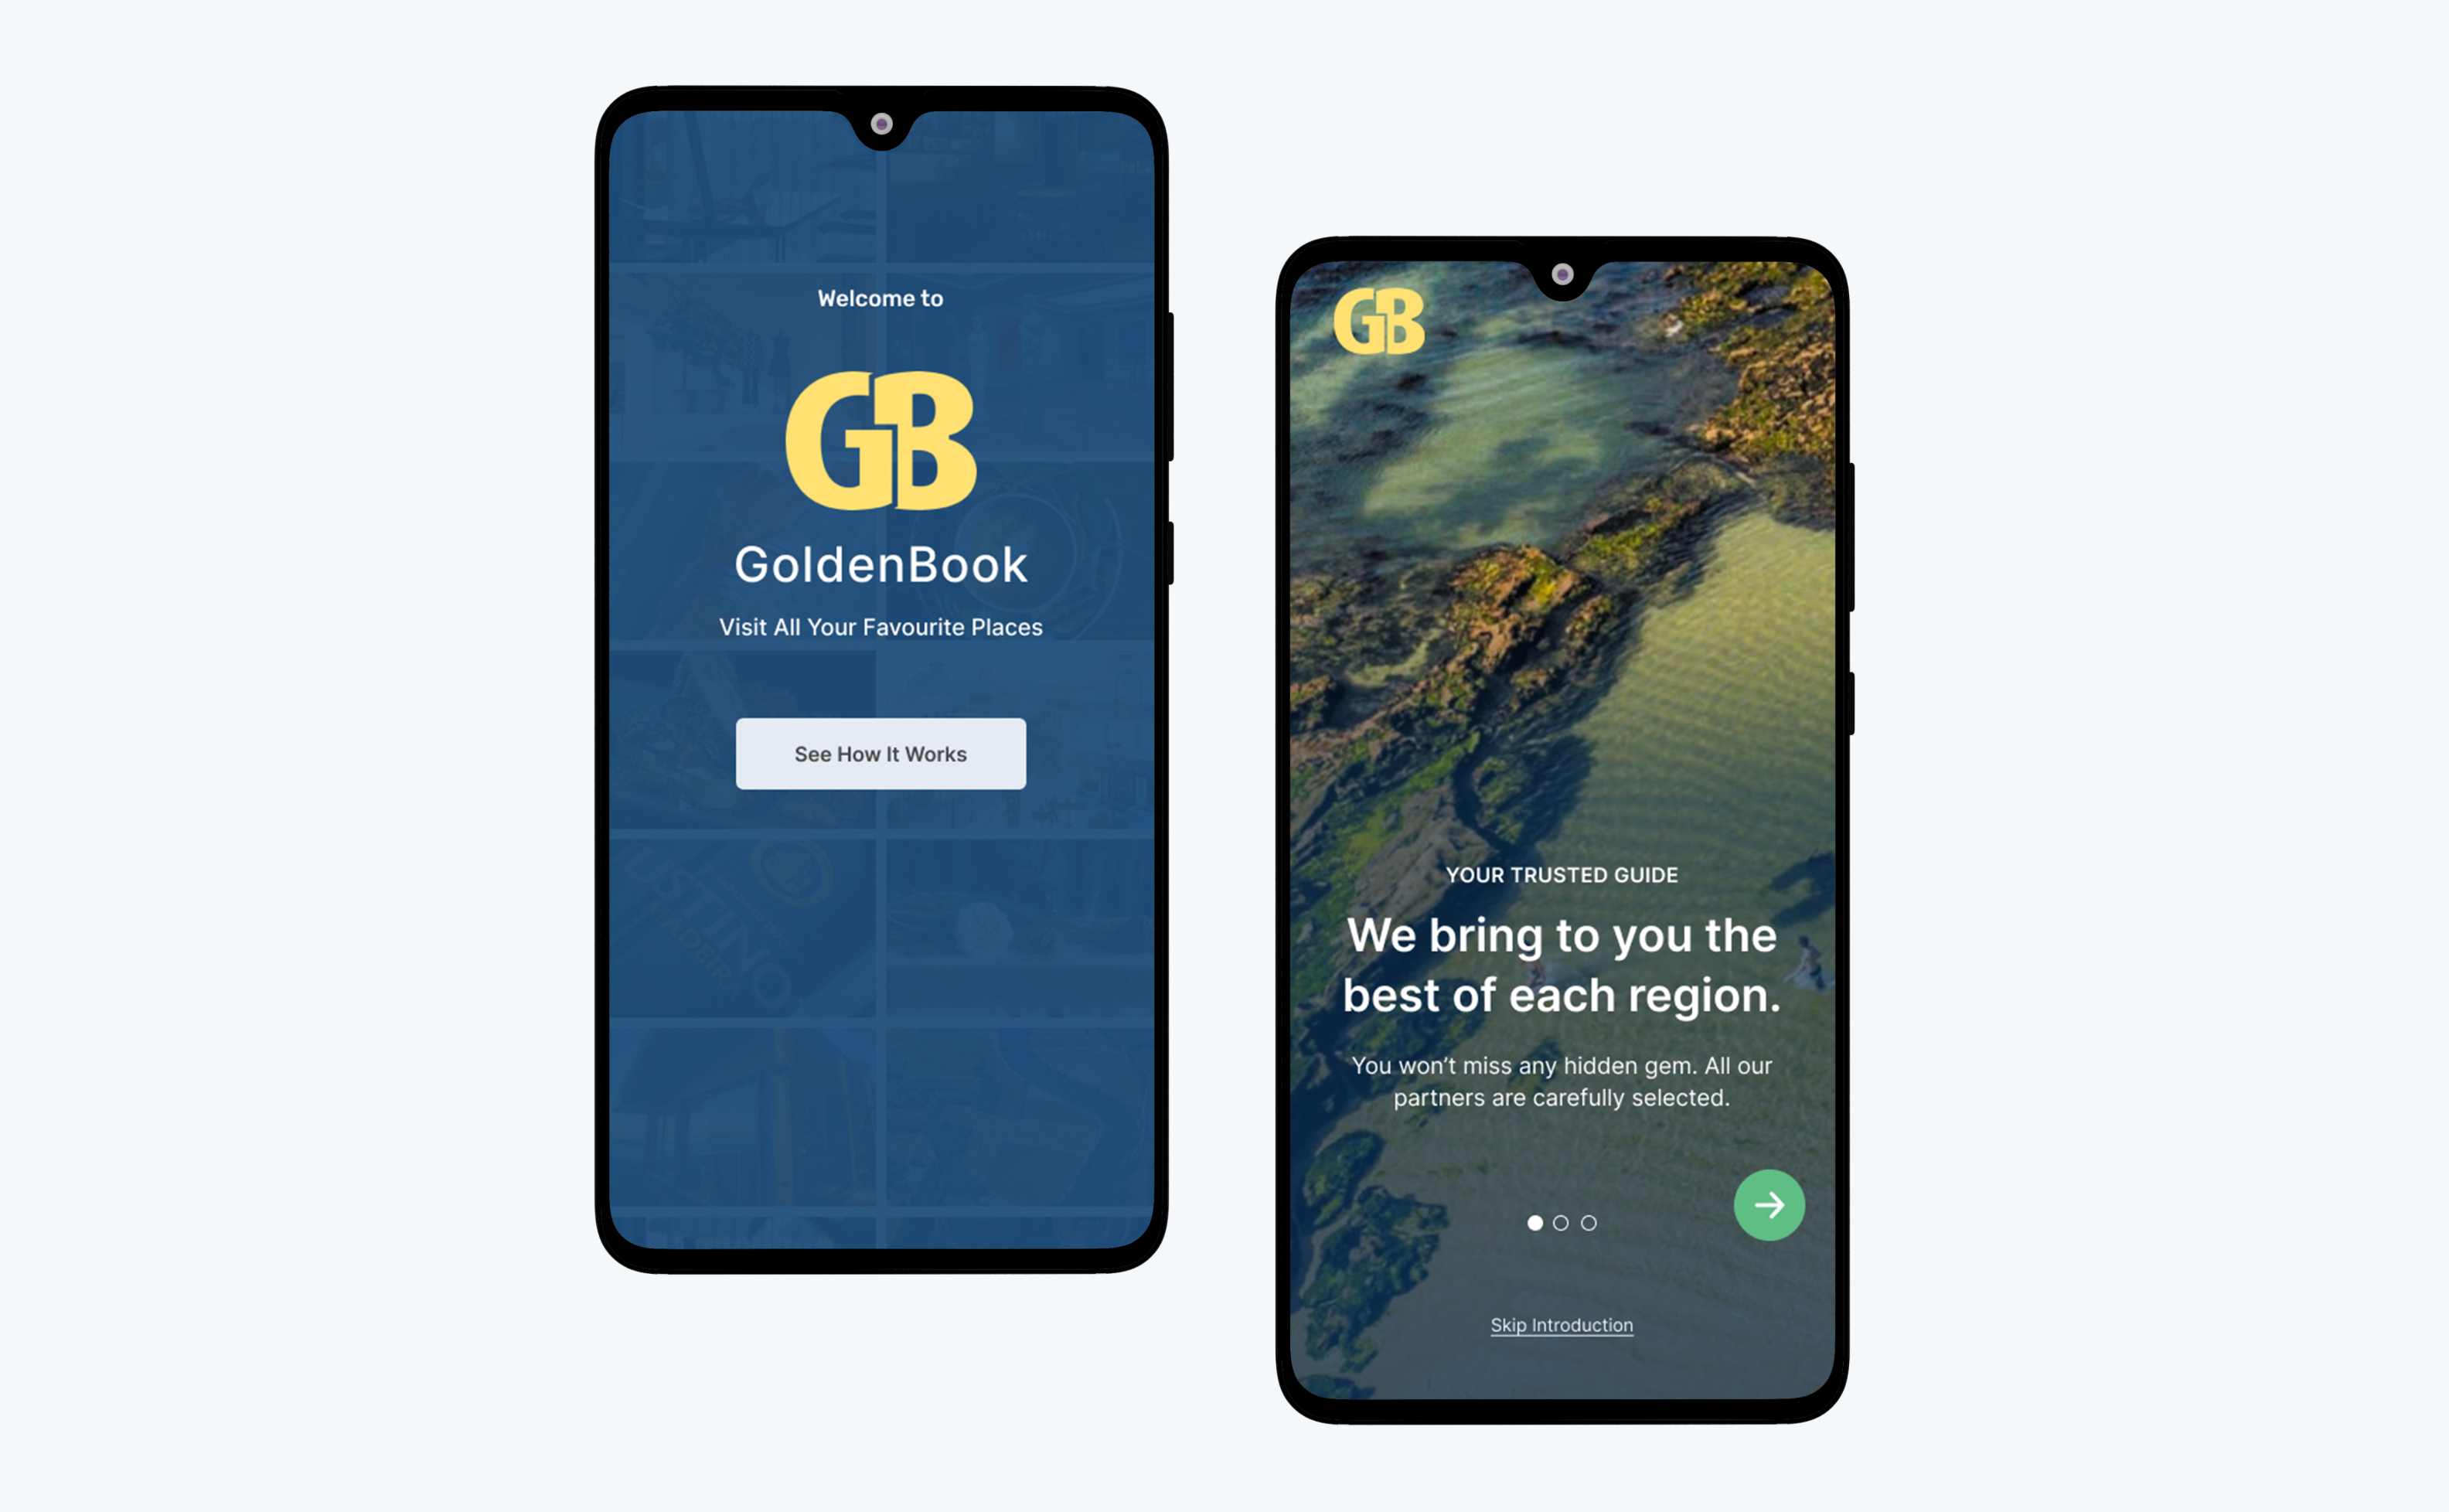 Welcome to
GB
GoldenBook
Visit All Your Favourite Places
See How It Works
USTINO
MADEIRA
GB
YOUR TRUSTED GUIDE
We bring to you the
best of each region.
You won’t miss any hidden gem. All our
partners are carefully selected.
Skip Introduction